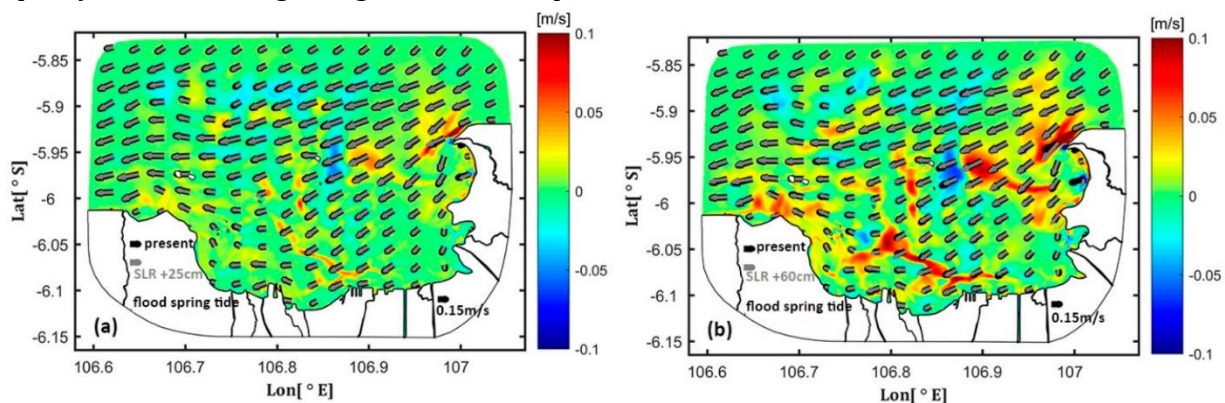 [m/s]
0.1
0.05
0
-0.05
-0.1
-5.85
-5.9
-5.95
-6
-6.05
-6.1
-6.15
Lat[ ° S]
present
SLR +25cm
flood spring tide
(a)
0.15m/s
106.6 106.7 106.8 106.9 107
Lon[ ° E]
[m/s]
0.1
0.05
0
-0.05
-0.1
-5.85
-5.9
-5.95
-6
-6.05
-6.1
-6.15
Lat[ ° S]
present
SLR +60cm
flood spring tide
(b)
0.15m/s
106.6 106.7 106.8 106.9 107
Lon[ ° E]